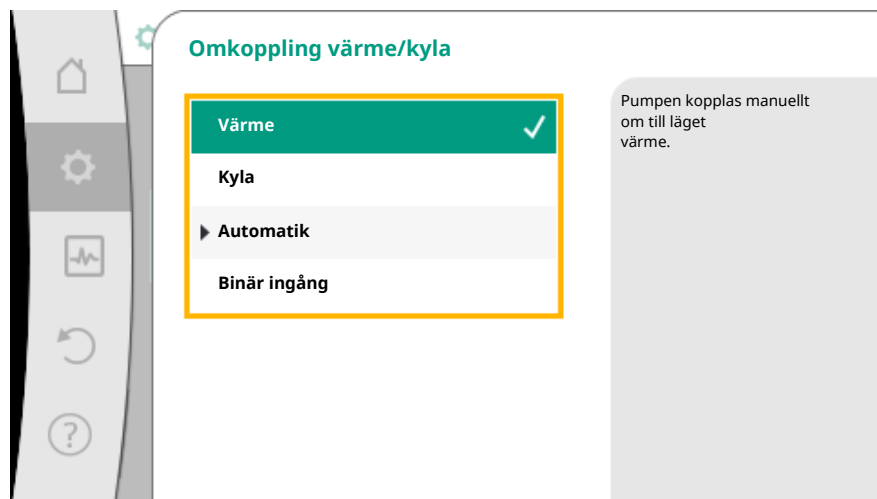 Omkoppling värme/kyla
Värme
Kyla
Automatik
Binär ingång
Pumpen kopplas manuellt
om till läget
värme.
?